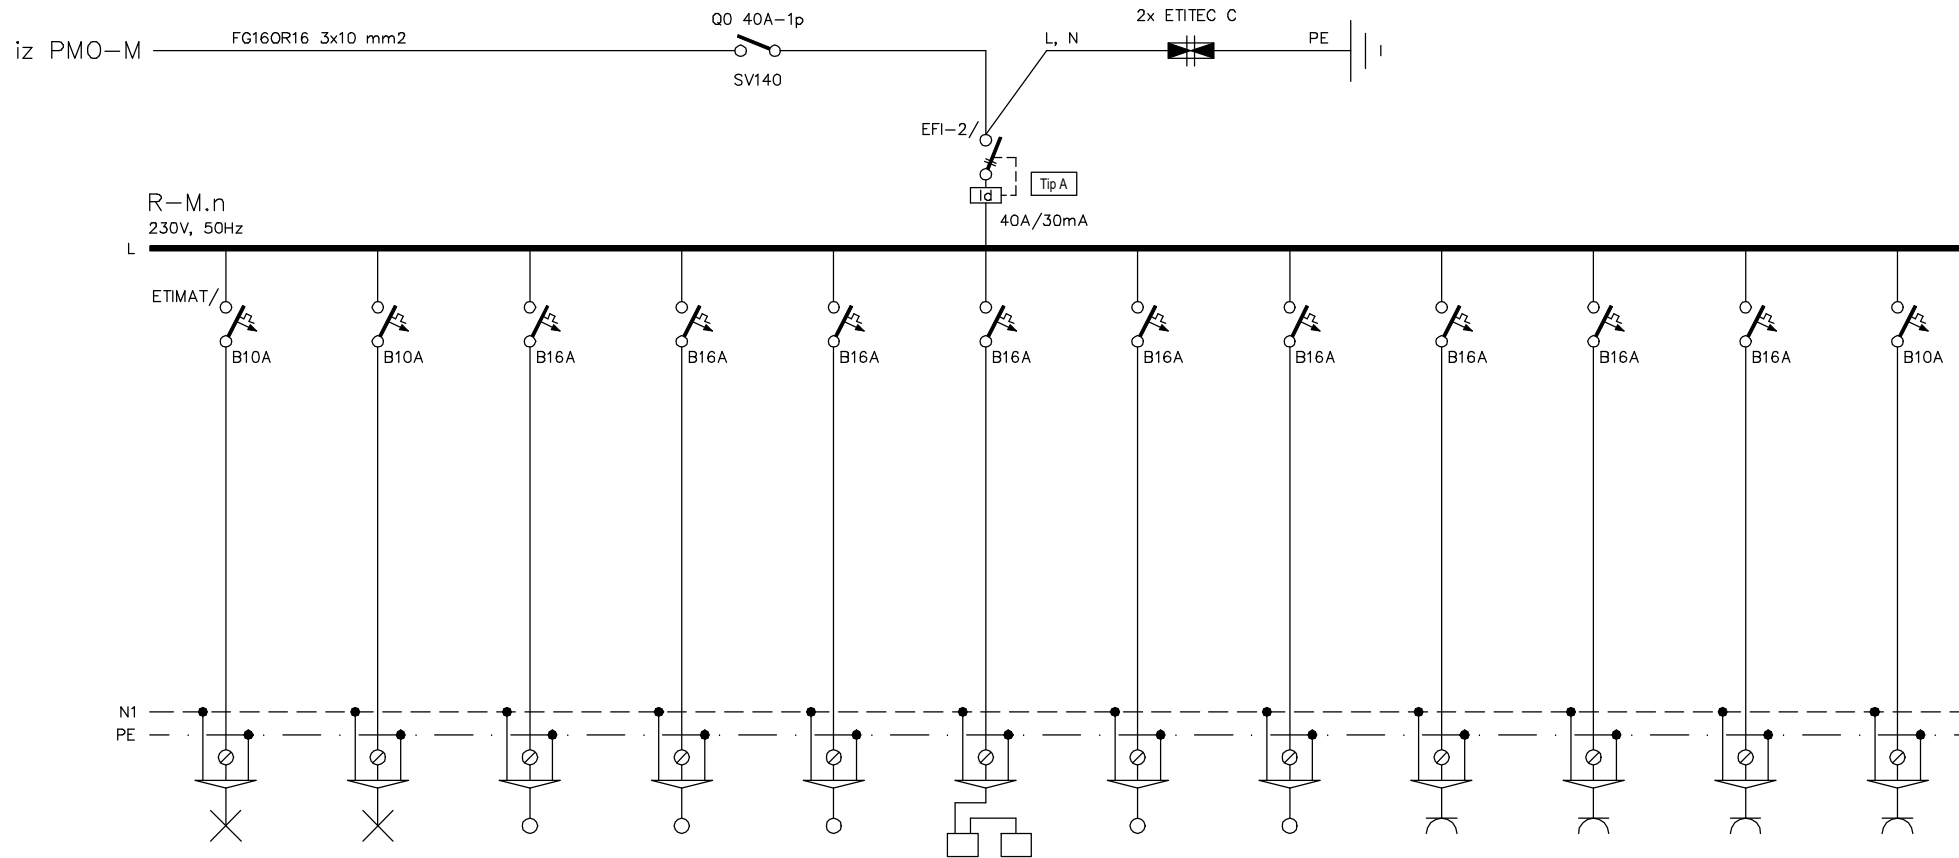 Q0 40A-1p
2x ETITEC C
iz PMO-M
FG16OR16 3x10 mm2
L, N
PE
I
SV140
EFI-2/
Tip A
Id
R-M.n
40A/30mA
230V, 50Hz
L
ETIMAT/
B10A
B10A
B16A
B16A
B16A
B16A
B16A
B16A
B16A
B16A
B16A
B10A
N1
PE